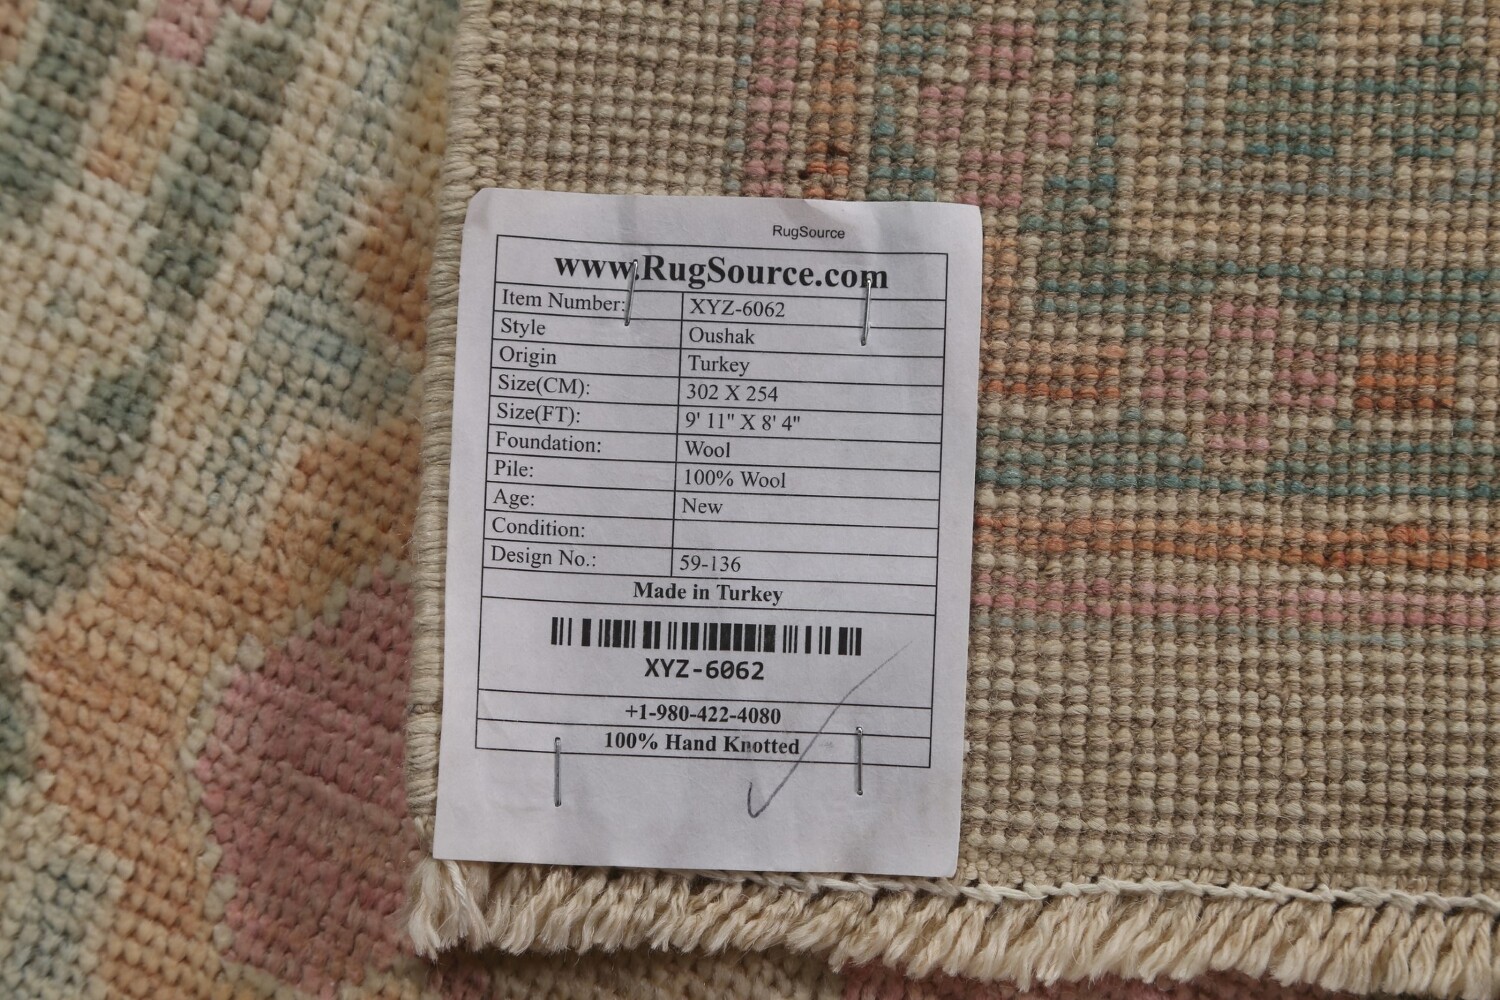 RugSource
www.RugSource.com
Item Number: XYZ-6062
Style Oushak
Origin Turkey
Size(CM): 302 X 254
Size(FT): 9' 11" X 8' 4"
Foundation: Wool
Pile: 100% Wool
Age: New
Condition:
Design No.: 59-136
Made in Turkey
XYZ-6062
+1-980-422-4080
100% Hand Knotted